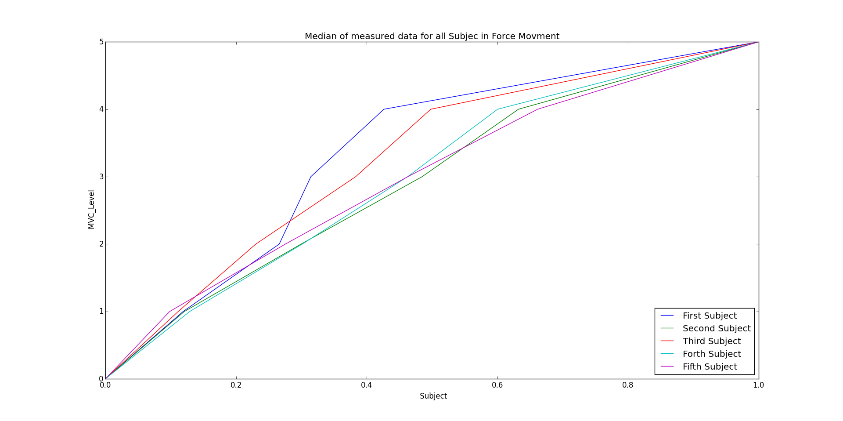 Median of measured data for all Subjec in Force Movment
5
4
3
2
1
0
MVC_Level
0.0 0.2 0.4 0.6 0.8 1.0
Subject
First Subject
Second Subject
Third Subject
Forth Subject
Fifth Subject